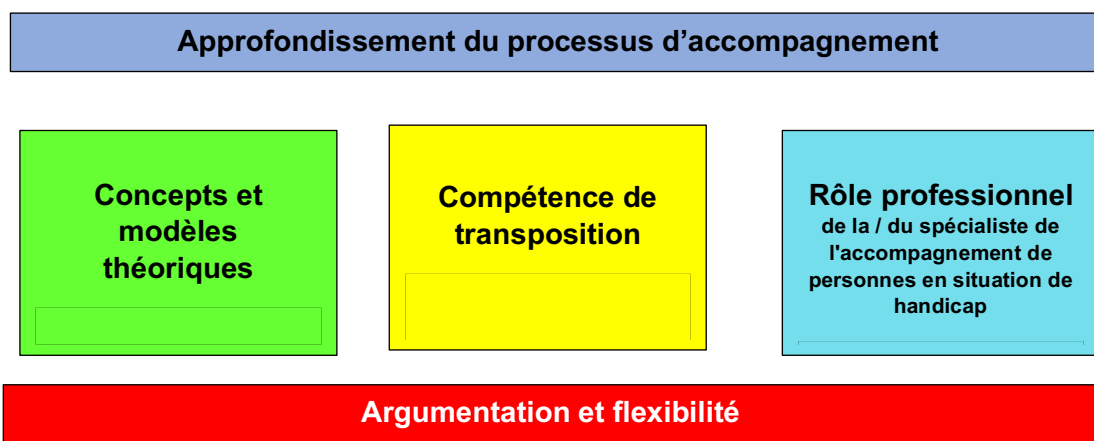 Approfondissement du processus d’accompagnement
Concepts et
modèles
théoriques
Compétence de
transposition
Rôle professionnel
de la / du spécialiste de
l'accompagnement de
personnes en situation de
handicap
Argumentation et flexibilité